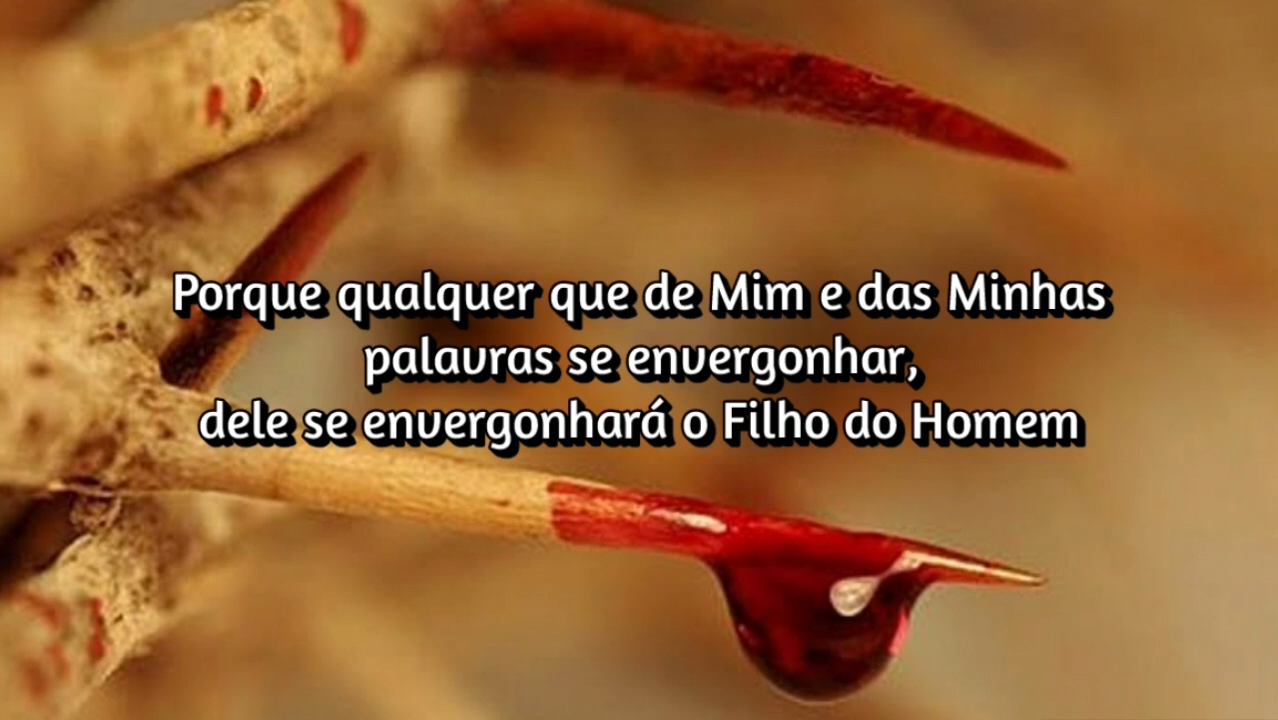 Porque qualquer que de Mim e das Minhas
palavras se envergonhar,
dele se envergonhará o Filho do Homem